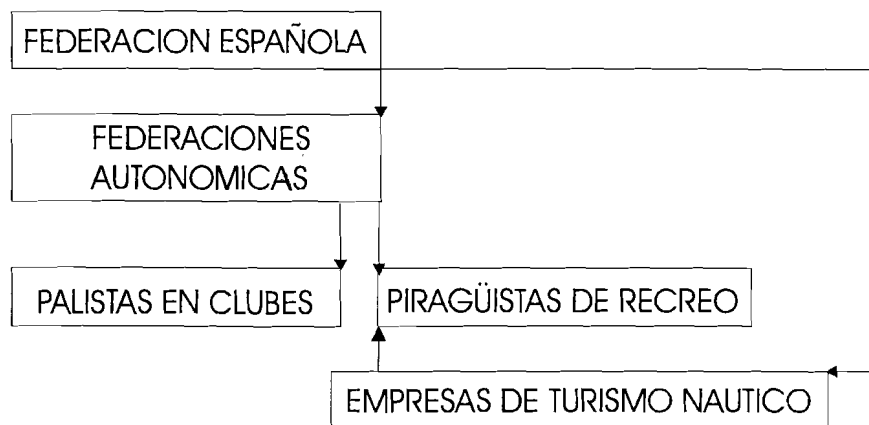 FEDERACION ESPAÑOLA
FEDERACIONES
AUTONOMICAS
PALISTAS EN CLUBES
PIRAGÜISTAS DE RECREO
EMPRESAS DE TURISMO NAUTICO